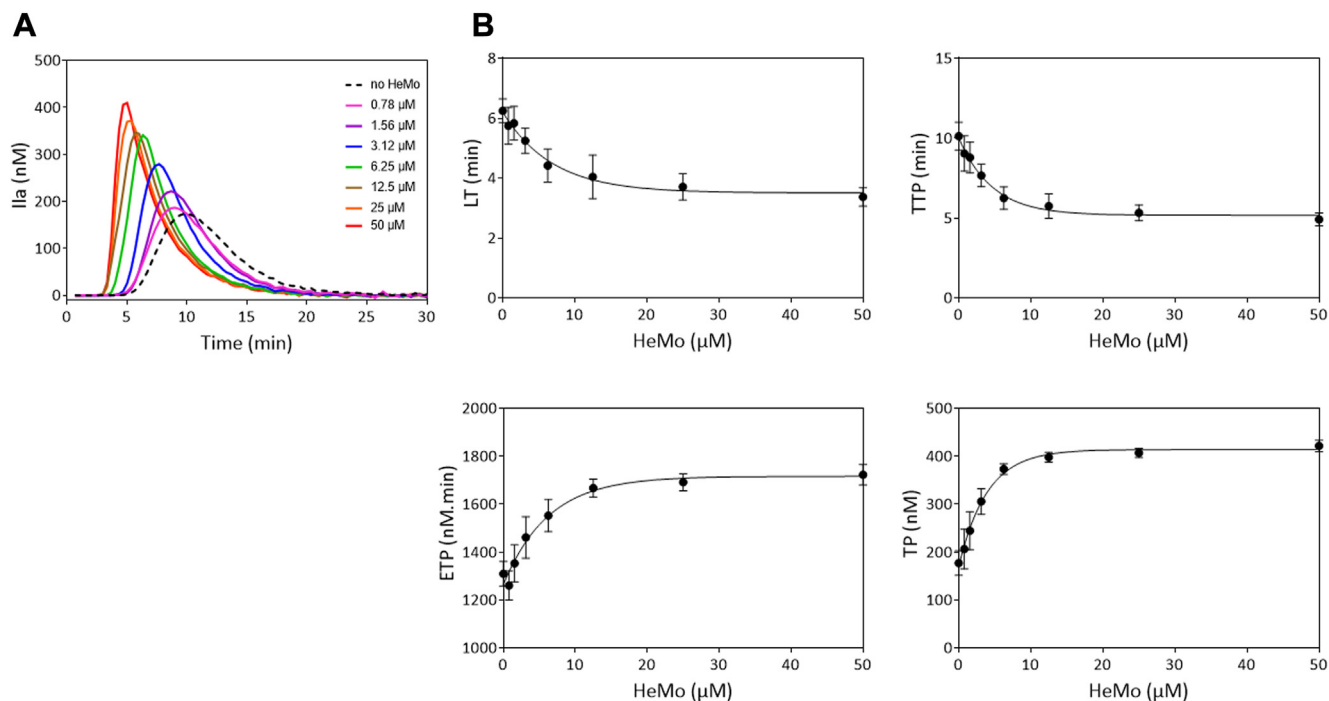 A
B
500
400
300
200
100
0
IIa (nM)
0
5
10
15
20
25
30
Time (min)
no HeMo
0.78 µM
1.56 µM
3.12 µM
6.25 µM
12.5 µM
25 µM
50 µM
8
6
4
2
0
LT (min)
0
10
20
30
40
50
HeMo (µM)
15
10
5
0
TTP (min)
0
10
20
30
40
50
HeMo (µM)
2000
1800
1600
1400
1200
1000
ETP (nM.min)
0
10
20
30
40
50
HeMo (µM)
500
400
300
200
100
0
TP (nM)
0
10
20
30
40
50
HeMo (µM)